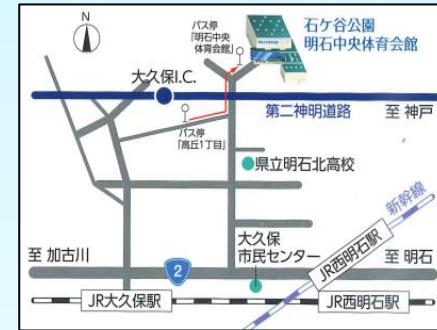 N
バス停
「明石中央
体育会館」
石ケ谷公園
明石中央体育会館
大久保I.C.
第二神明道路
至 神戸
バス停
「高丘1丁目」
県立明石北高校
新幹線
至 加古川
大久保
市民センター
JR西明石駅
至 明石
2
JR大久保駅
JR西明石駅